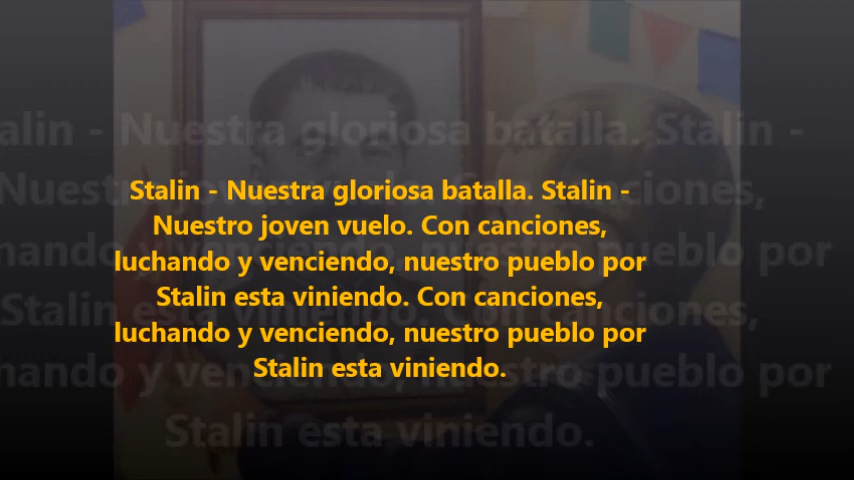 Stalin - Nuestra gloriosa batalla. Stalin -
Nuestro joven vuelo. Con canciones,
luchando y venciendo, nuestro pueblo por
Stalin esta viniendo. Con canciones,
luchando y venciendo, nuestro pueblo por
Stalin esta viniendo.